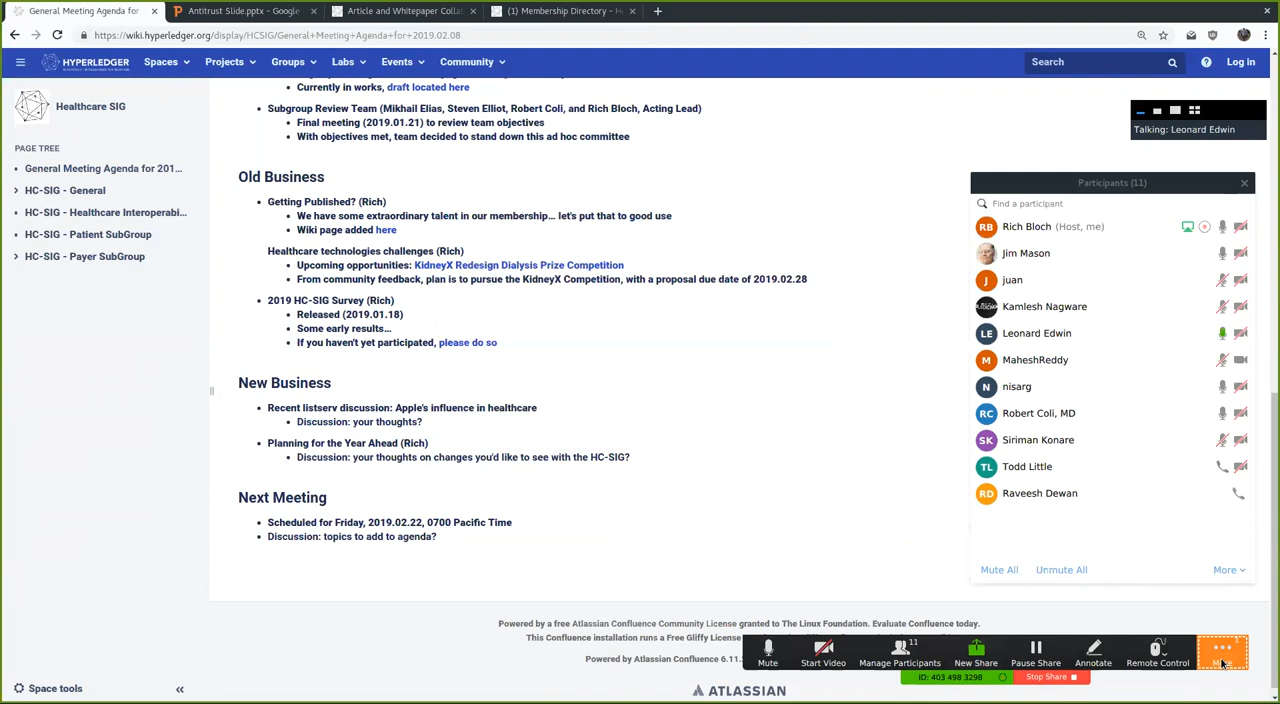 General Meeting Agenda for
Antitrust Slide.pptx - Google
Article and Whitepaper Colla
(1) Membership Directory - H
https://wiki.hyperledger.org/display/HCSIG/General+Meeting+Agenda+for+2019.02.08
HYPERLEDGER
Spaces
Projects
Groups
Labs
Events
Community
Search
Log in
Healthcare SIG
PAGE TREE
General Meeting Agenda for 201...
HC-SIG - General
HC-SIG - Healthcare Interoperabi...
HC-SIG - Patient SubGroup
HC-SIG - Payer SubGroup
Space tools
Currently in works, draft located here
Subgroup Review Team (Mikhail Elias, Steven Elliot, Robert Coli, and Rich Bloch, Acting Lead)
Final meeting (2019.01.21) to review team objectives
With objectives met, team decided to stand down this ad hoc committee
Old Business
Getting Published? (Rich)
We have some extraordinary talent in our membership... let's put that to good use
Wiki page added here
Healthcare technologies challenges (Rich)
Upcoming opportunities: KidneyX Redesign Dialysis Prize Competition
From community feedback, plan is to pursue the KidneyX Competition, with a proposal due date of 2019.02.28
2019 HC-SIG Survey (Rich)
Released (2019.01.18)
Some early results...
If you haven't yet participated, please do so
New Business
Recent listserv discussion: Apple's influence in healthcare
Discussion: your thoughts?
Planning for the Year Ahead (Rich)
Discussion: your thoughts on changes you'd like to see with the HC-SIG?
Next Meeting
Scheduled for Friday, 2019.02.22, 0700 Pacific Time
Discussion: topics to add to agenda?
Powered by a free Atlassian Confluence Community License granted to The Linux Foundation. Evaluate Confluence today.
This Confluence installation runs a Free Gliffy License
Powered by Atlassian Confluence 6.11.
ATLASSIAN
Talking: Leonard Edwin
Participants (11)
Find a participant
RB Rich Bloch (Host, me)
Jim Mason
J juan
Kamlesh Nagware
LE Leonard Edwin
M MaheshReddy
N nisarg
RC Robert Coli, MD
SK Siriman Konare
TL Todd Little
RD Raveesh Dewan
Mute All
Unmute All
More
Mute
Start Video
11
Manage Participants
New Share
Pause Share
Annotate
Remote Control
ID: 403 498 3298
Stop Share